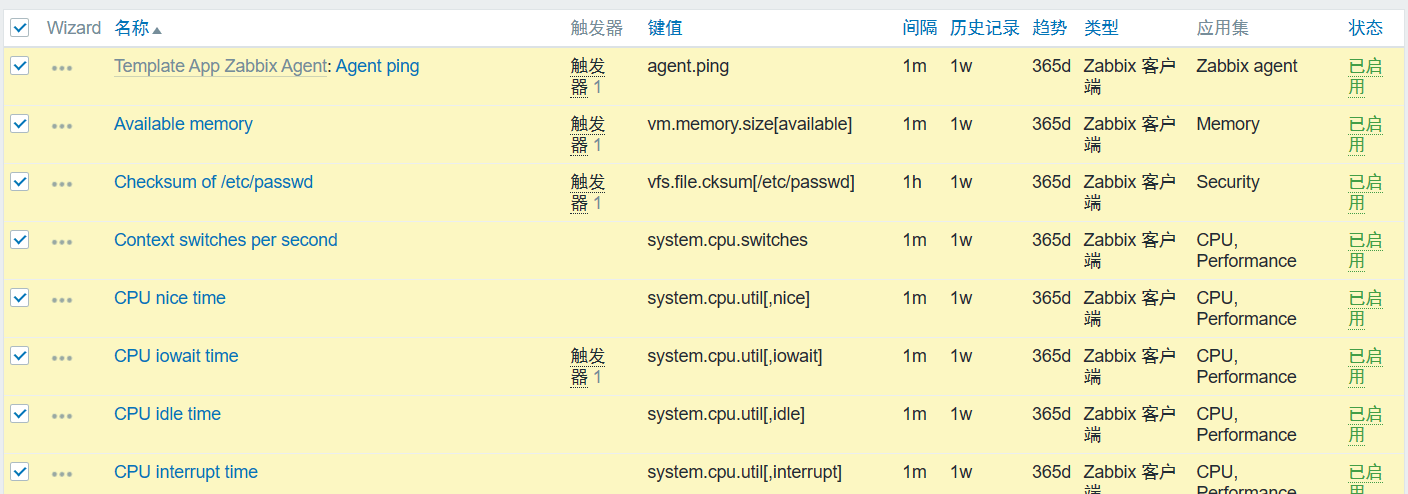 Wizard 名称 触发器 键值 间隔 历史记录 趋势 类型 应用集 状态
Template App Zabbix Agent: Agent ping 触发 agent.ping 1m 1w 365d Zabbix 客户 Zabbix agent 已启
器 1 端 用
Available memory 触发 vm.memory.size[available] 1m 1w 365d Zabbix 客户 Memory 已启
器 1 端 用
Checksum of /etc/passwd 触发 vfs.file.cksum[/etc/passwd] 1h 1w 365d Zabbix 客户 Security 已启
器 1 端 用
Context switches per second system.cpu.switches 1m 1w 365d Zabbix 客户 CPU, 已启
端 Performance 用
CPU nice time system.cpu.util[,nice] 1m 1w 365d Zabbix 客户 CPU, 已启
端 Performance 用
CPU iowait time 触发 system.cpu.util[,iowait] 1m 1w 365d Zabbix 客户 CPU, 已启
器 1 端 Performance 用
CPU idle time system.cpu.util[,idle] 1m 1w 365d Zabbix 客户 CPU, 已启
端 Performance 用
CPU interrupt time system.cpu.util[,interrupt] 1m 1w 365d Zabbix 客户 CPU, 已启
端 Performance 用